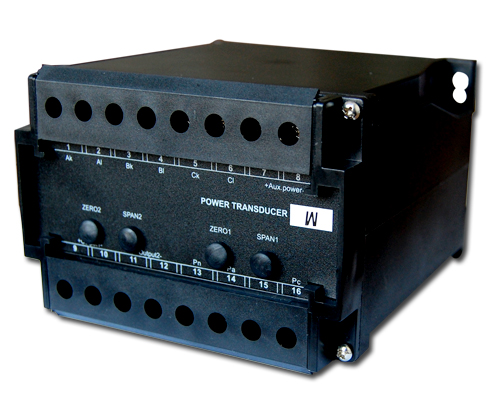 1 2 3 4 5 6 7 8
Ak Al Bk Bl Ck Cl +Aux.power-
POWER TRANSDUCER
W
ZERO2 SPAN2 ZERO1 SPAN1
Pn Pc
9 10 11 12 13 14 15 16